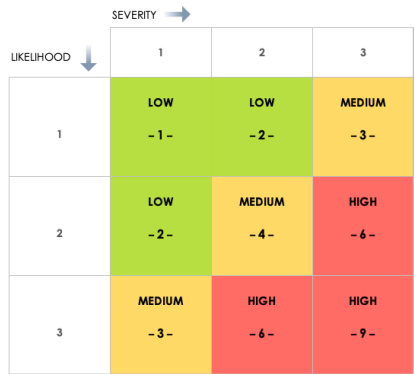 SEVERITY
LIKELIHOOD
1 2 3
LOW LOW MEDIUM
1 – 1 – – 2 – – 3 –
LOW MEDIUM HIGH
2 – 2 – – 4 – – 6 –
MEDIUM HIGH HIGH
3 – 3 – – 6 – – 9 –